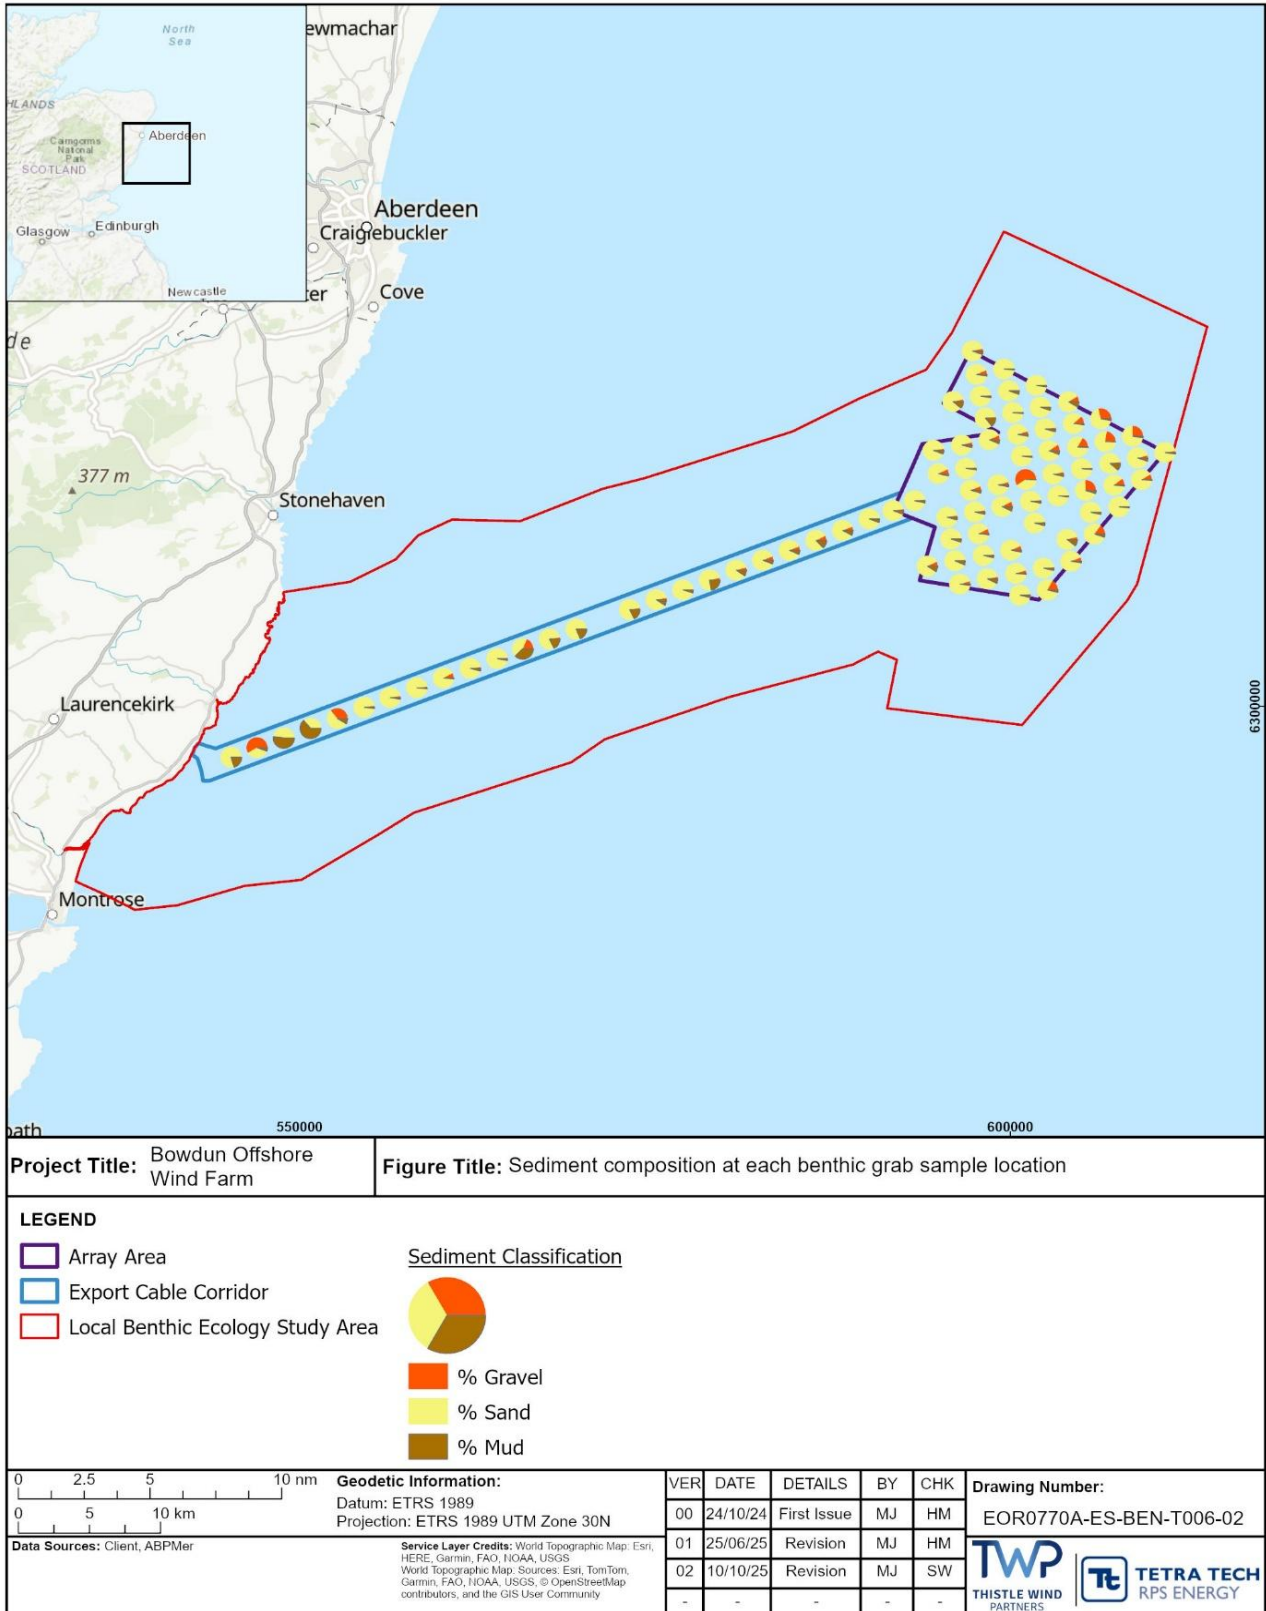 North
Sea
ewmachar
HLANDS
Aberdeen
Cairngorms
National
Park
SCOTLAND
Aberdeen
Craigiebuckler
Glasgow
Edinburgh
Newcastle
ter
Cove
de
377 m
Stonehaven
Laurencekirk
6300000
Montrose
oath
550000
600000
Project Title: Bowdun Offshore
Wind Farm
Figure Title: Sediment composition at each benthic grab sample location
LEGEND
Array Area
Export Cable Corridor
Local Benthic Ecology Study Area
Sediment Classification
% Gravel
% Sand
% Mud
0 2.5 5 10 nm
0 5 10 km
Geodetic Information:
Datum: ETRS 1989
Projection: ETRS 1989 UTM Zone 30N
Data Sources: Client, ABPMer
Service Layer Credits: World Topographic Map: Esri,
HERE, Garmin, FAO, NOAA, USGS
World Topographic Map: Sources: Esri, TomTom,
Garmin, FAO, NOAA, USGS, © OpenStreetMap
contributors, and the GIS User Community
VER DATE DETAILS BY CHK
00 24/10/24 First Issue MJ HM
01 25/06/25 Revision MJ HM
02 10/10/25 Revision MJ SW
- - - - -
Drawing Number:
EOR0770A-ES-BEN-T006-02
TWP
THISTLE WIND
PARTNERS
Tt
TETRA TECH
RPS ENERGY